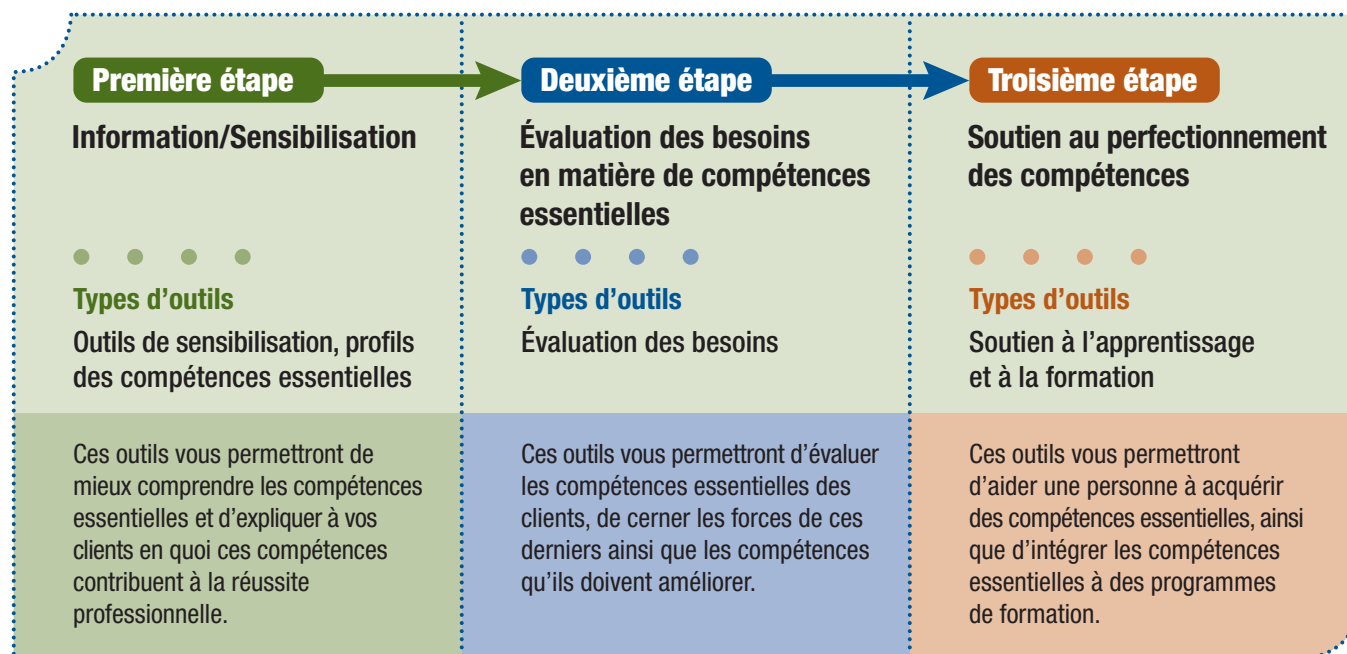 Première étape
Information/Sensibilisation
Types d’outils
Outils de sensibilisation, profils
des compétences essentielles
Ces outils vous permettront de
mieux comprendre les compétences
essentielles et d’expliquer à vos
clients en quoi ces compétences
contribuent à la réussite
professionnelle.
Deuxième étape
Évaluation des besoins
en matière de compétences
essentielles
Types d’outils
Évaluation des besoins
Ces outils vous permettront d’évaluer
les compétences essentielles des
clients, de cerner les forces de ces
derniers ainsi que les compétences
qu’ils doivent améliorer.
Troisième étape
Soutien au perfectionnement
des compétences
Types d’outils
Soutien à l’apprentissage
et à la formation
Ces outils vous permettront
d’aider une personne à acquérir
des compétences essentielles, ainsi
que d’intégrer les compétences
essentielles à des programmes
de formation.